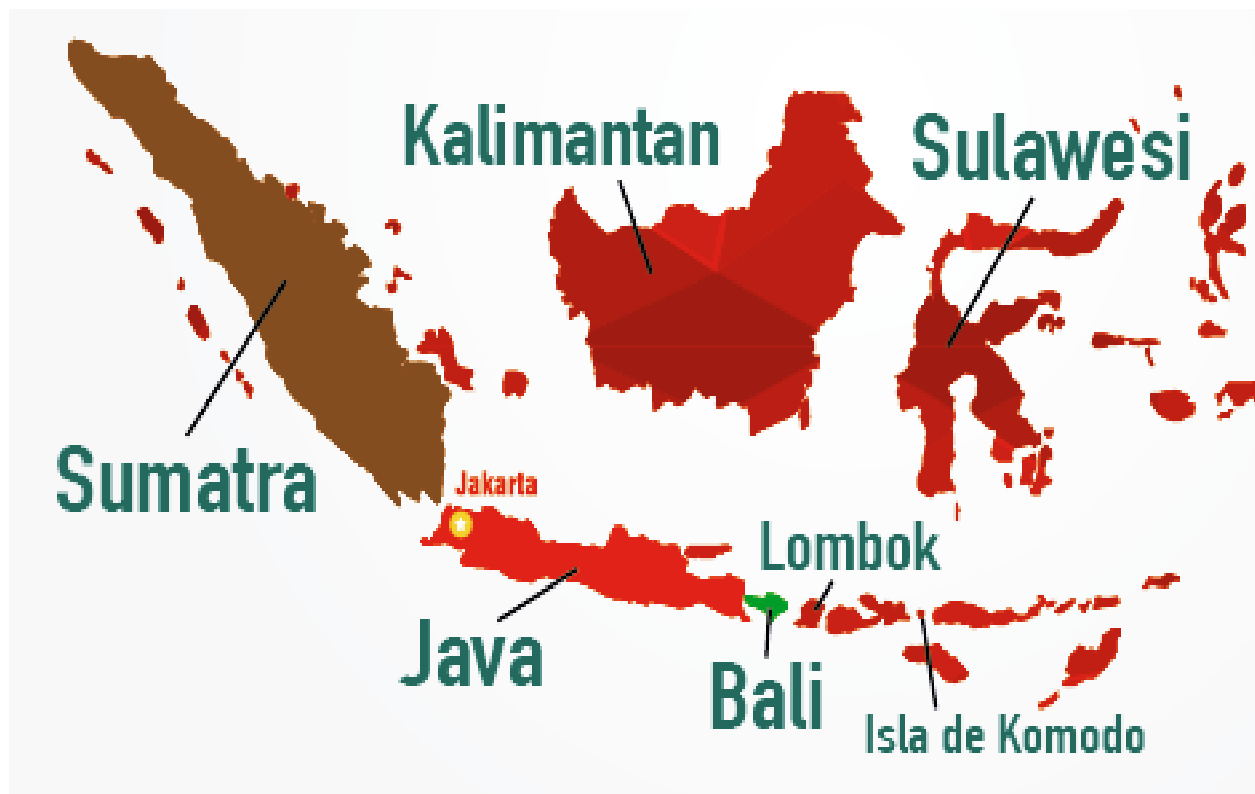 Kalimantan
Sulawesi
Sumatra
Jakarta
Lombok
Java
Bali
Isla de Komodo